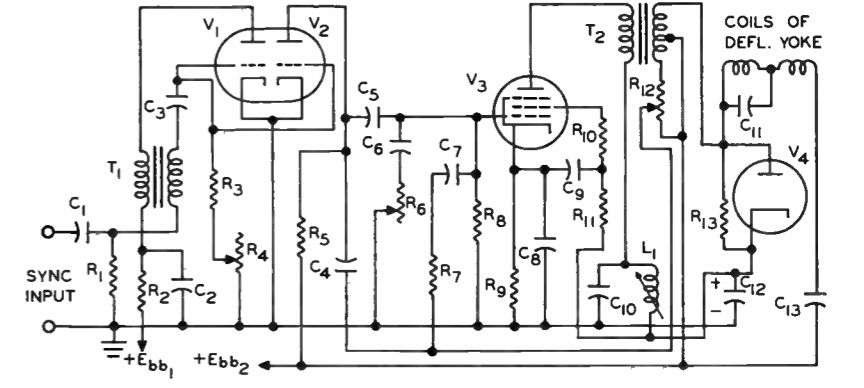 V1
V2
T2
COILS OF
DEFL. YOKE
V3
C5
R12
C3
C6
C7
R10
C11
V4
T1
C9
C1
R3
R6
R8
R11
R13
R4
R5
C8
L1
SYNC
INPUT
R1
R2
C2
C4
R7
R9
C10
+
C12
-
C13
+Ebb1
+Ebb2